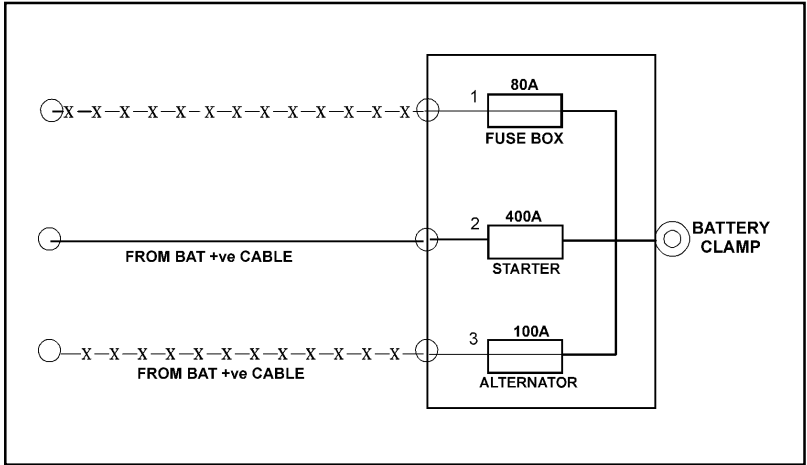 80A
1
X-X-X-X-X-X-X-X-X-X-X-X-X
FUSE BOX
400A
2
BATTERY
CLAMP
FROM BAT +ve CABLE
STARTER
100A
3
X-X-X-X-X-X-X-X-X-X-X-X
FROM BAT +ve CABLE
ALTERNATOR